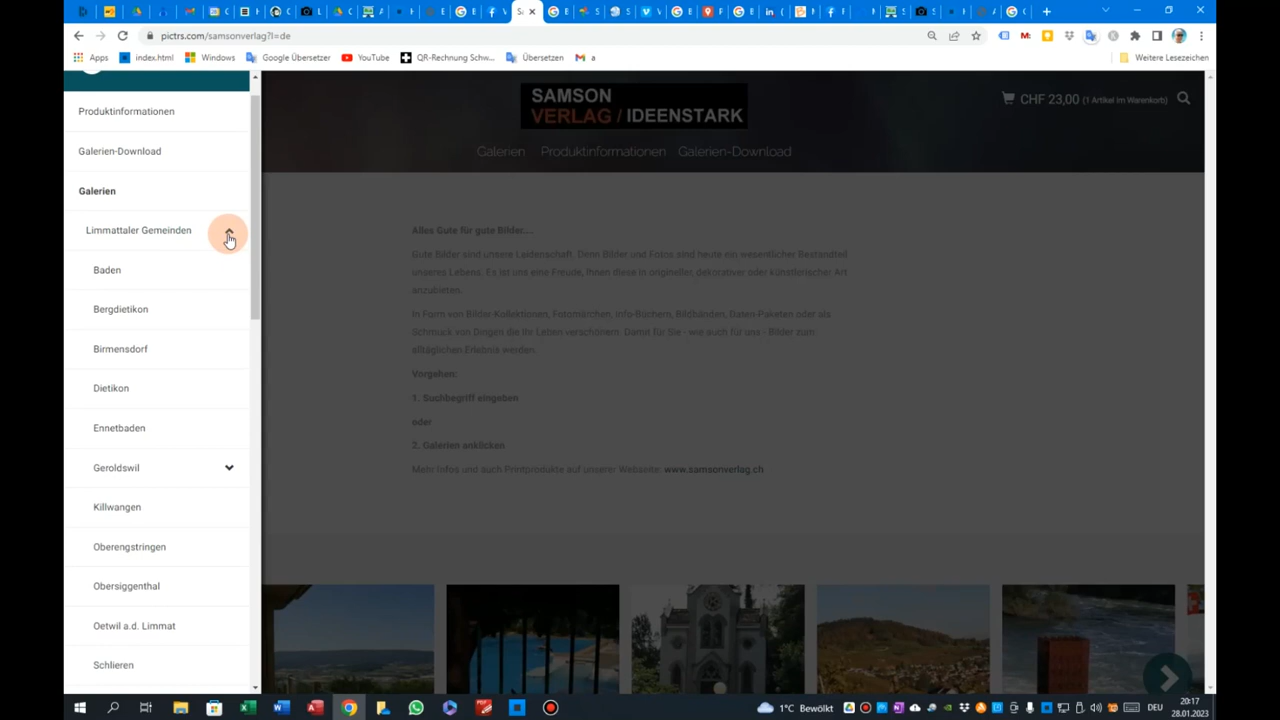 pictrs.com/samsonverlag?l=de
Apps index.html Windows Google Übersetzer YouTube QR-Rechnung Schw... Übersetzen a Weitere Lesezeichen
Produktinformationen
Galerien-Download
Galerien
Limmattaler Gemeinden
Baden
Bergdietikon
Birmensdorf
Dietikon
Ennetbaden
Geroldswil
Killwangen
Oberengstringen
Obersiggenthal
Oetwil a.d. Limmat
Schlieren
SAMSON
VERLAG / IDEENSTARK
CHF 23,00 (1 Artikel im Warenkorb)
Galerien Produktinformationen Galerien-Download
Alles Gute für gute Bilder....
Gute Bilder sind unsere Leidenschaft. Denn Bilder und Fotos sind heute ein wesentlicher Bestandteil
unseres Lebens. Es ist uns eine Freude, Ihnen diese in origineller, dekorativer oder künstlerischer Art
anzubieten.
In Form von Bilder-Kollektionen, Fotomärchen, Info-Büchern, Bildbänden, Daten-Paketen oder als
Schmuck von Dingen die Ihr Leben verschönern. Damit für Sie - wie auch für uns - Bilder zum
alltäglichen Erlebnis werden.
Vorgehen:
1. Suchbegriff eingeben
oder
2. Galerien anklicken
Mehr Infos und auch Printprodukte auf unserer Webseite: www.samsonverlag.ch
1°C Bewölkt
DEU
20:17
28.01.2023